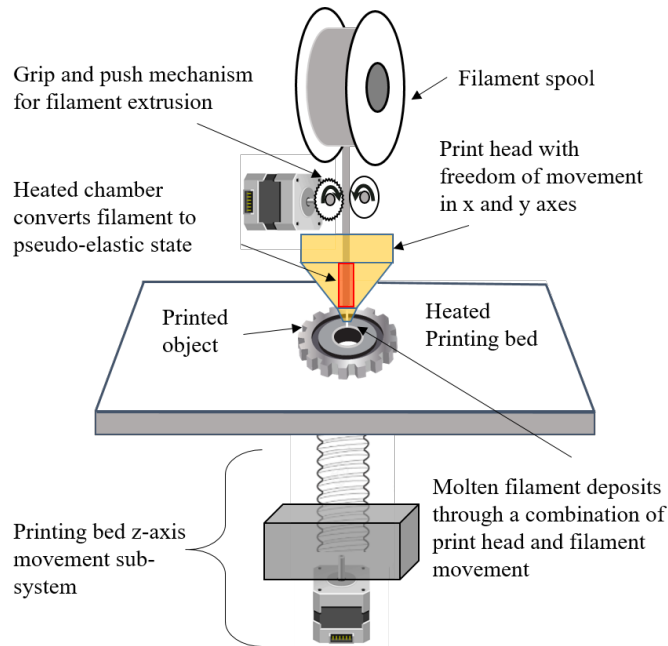 Grip and push mechanism
for filament extrusion
Filament spool
Heated chamber
converts filament to
pseudo-elastic state
Print head with
freedom of movement
in x and y axes
Printed
object
Heated
Printing bed
Printing bed z-axis
movement sub-
system
Molten filament deposits
through a combination of
print head and filament
movement